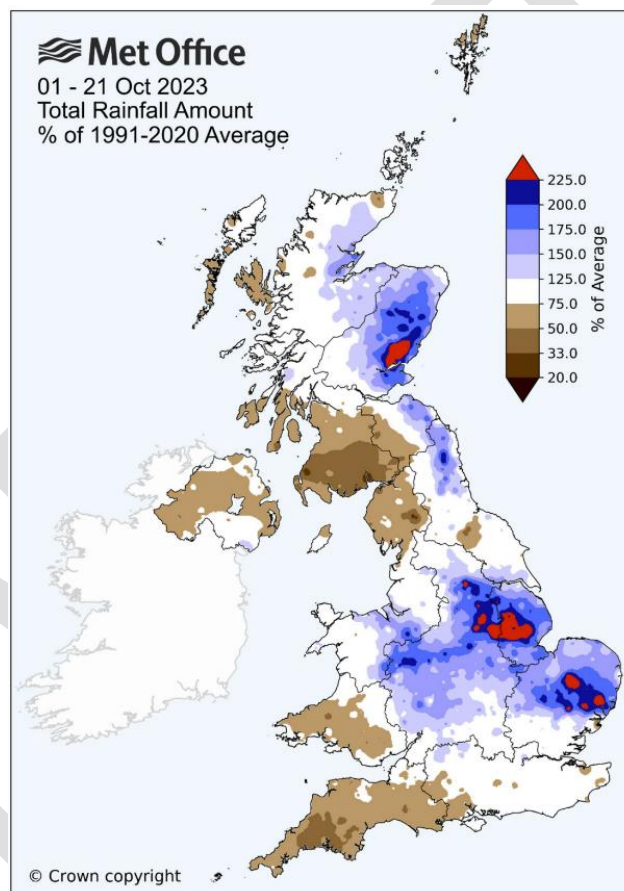 Met Office
01 - 21 Oct 2023
Total Rainfall Amount
% of 1991-2020 Average
225.0
200.0
175.0
150.0
125.0
75.0
50.0
33.0
20.0
% of Average
© Crown copyright